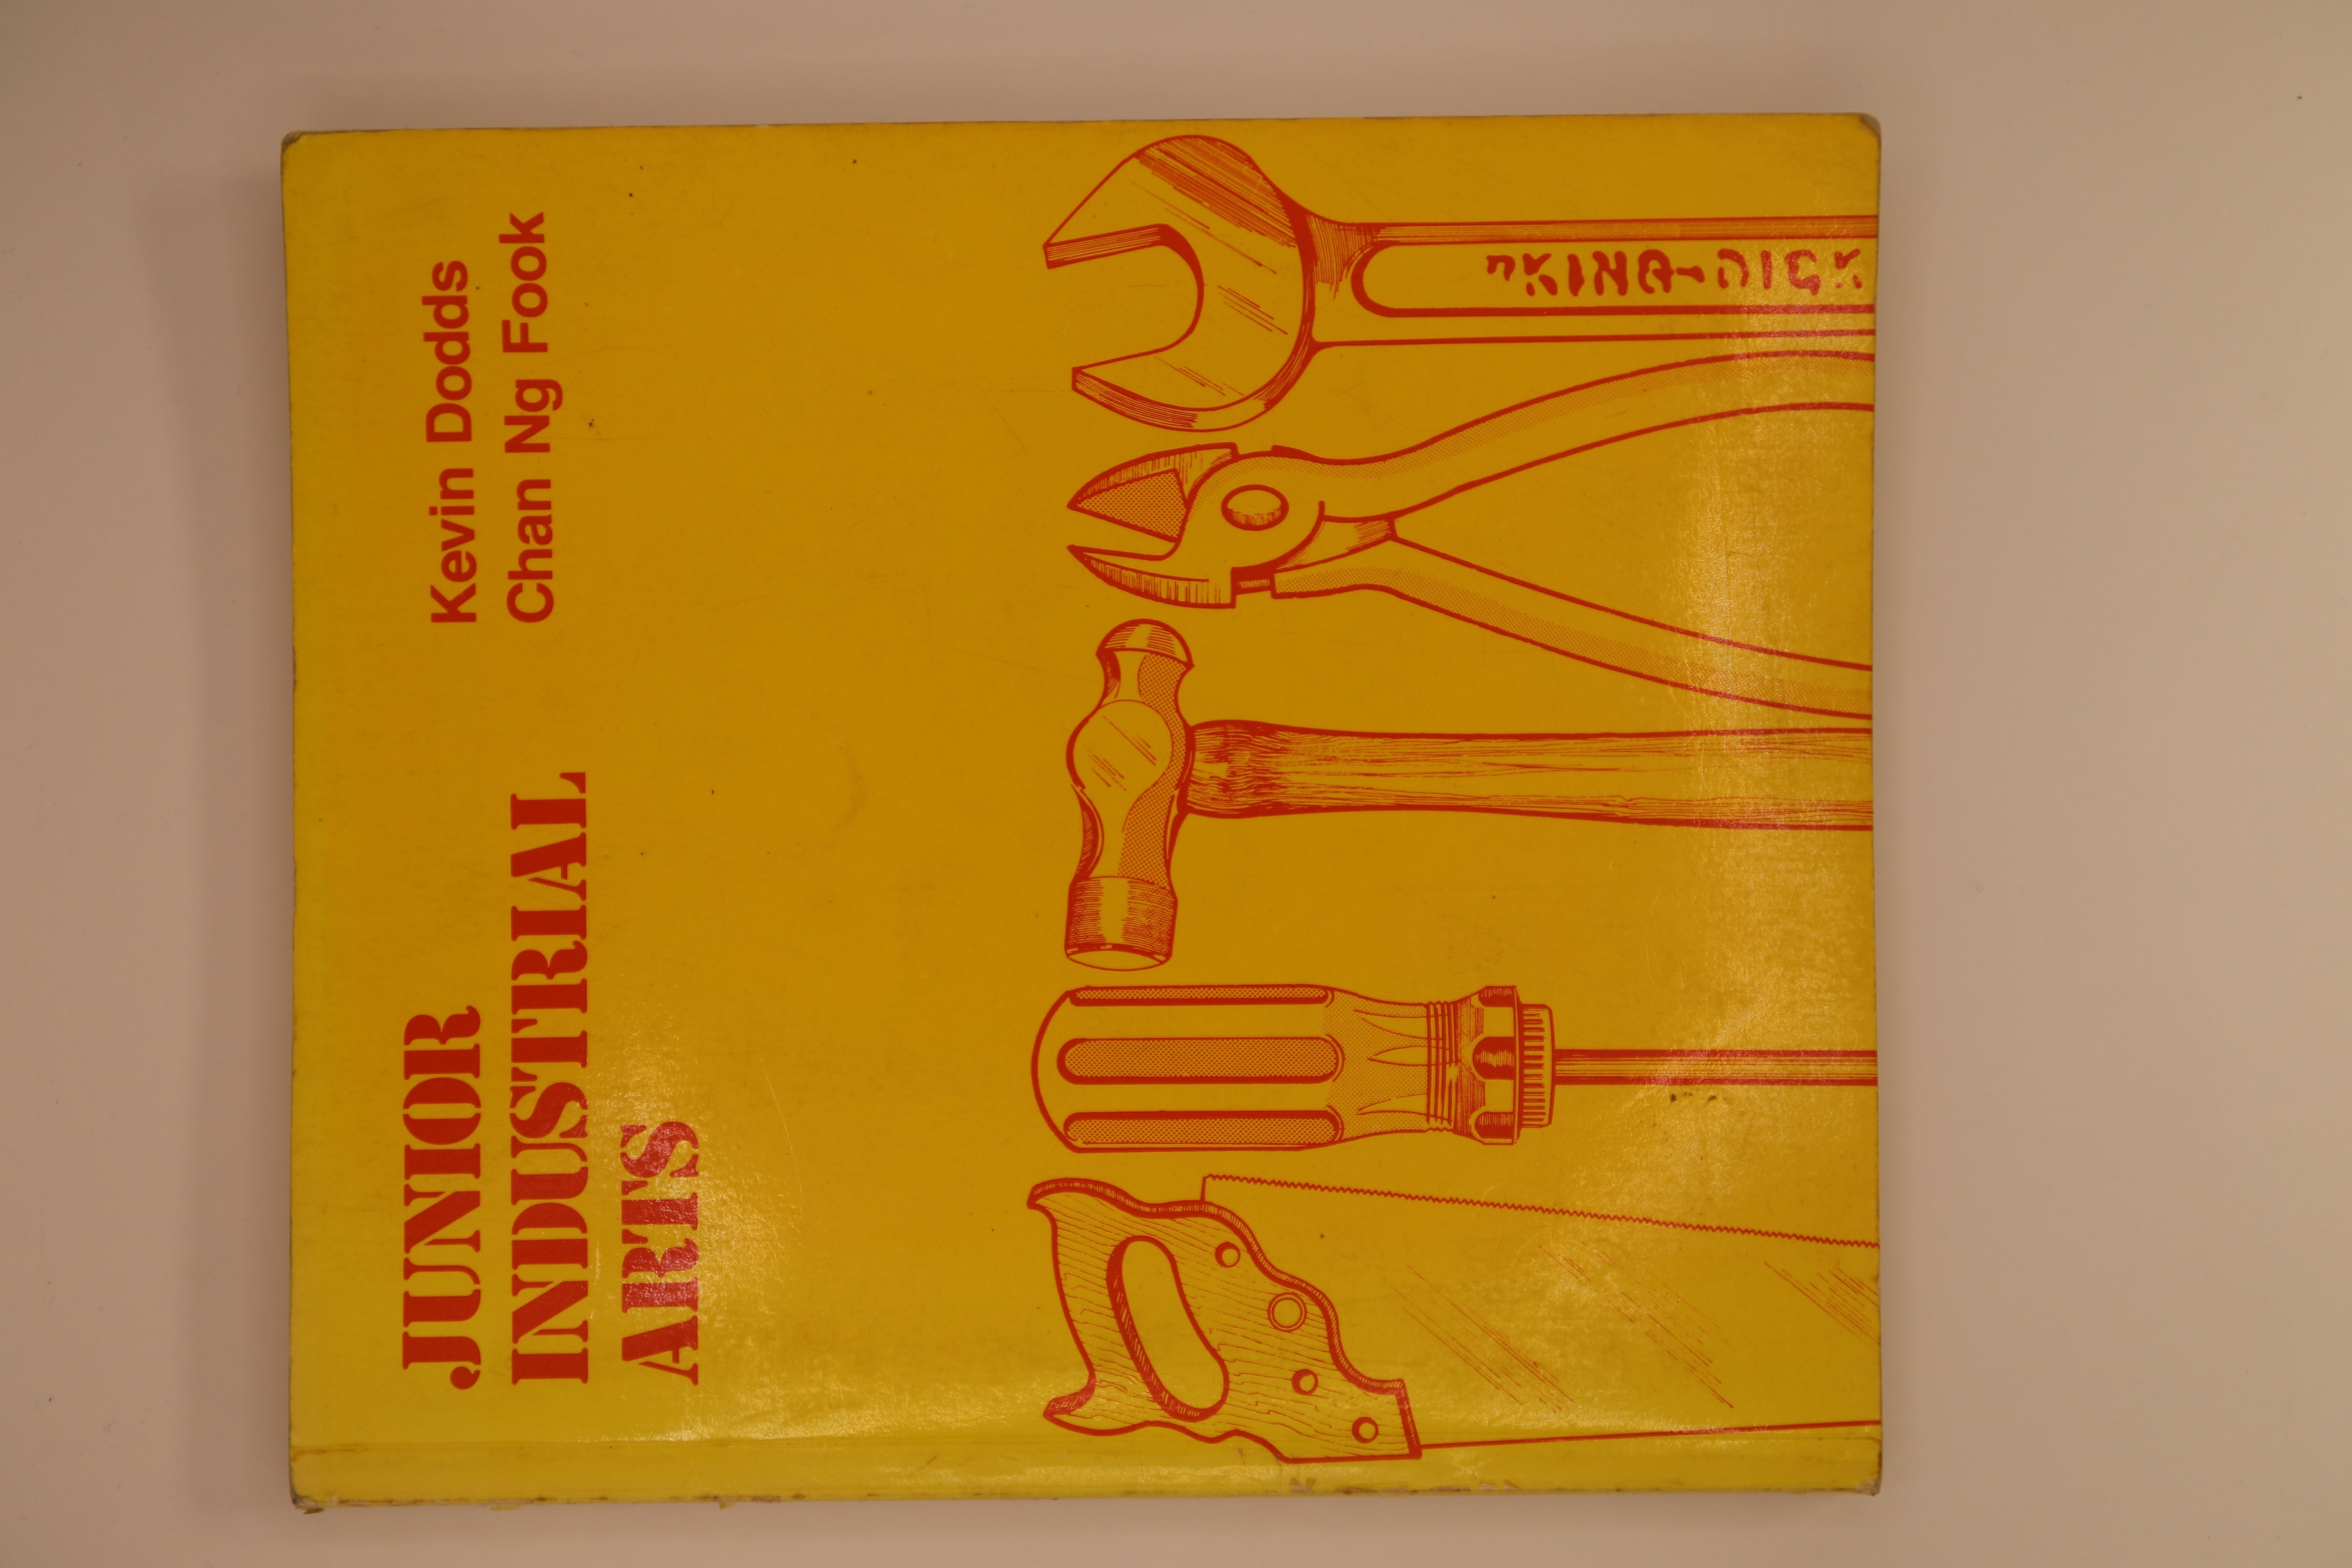 JUNIOR
INDUSTRIAL
ARTS
Kevin Dodds
Chan Ng Fook